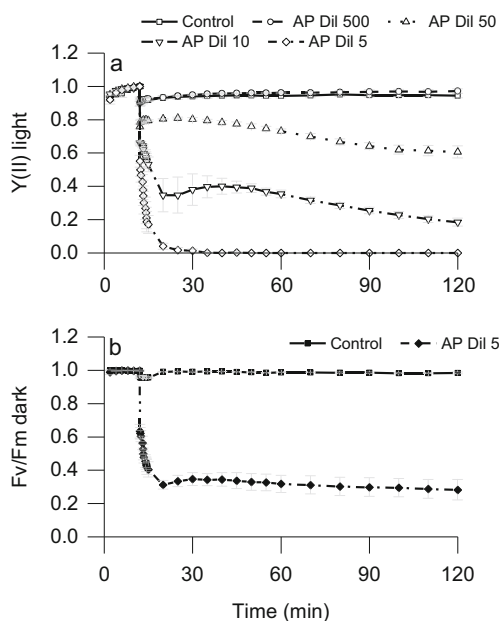 Control AP Dil 500 AP Dil 50
AP Dil 10 AP Dil 5
a
Y(II) light
1.2
1.0
0.8
0.6
0.4
0.2
0.0
0 30 60 90 120
b
Control AP Dil 5
Fv/Fm dark
1.2
1.0
0.8
0.6
0.4
0.2
0.0
0 30 60 90 120
Time (min)